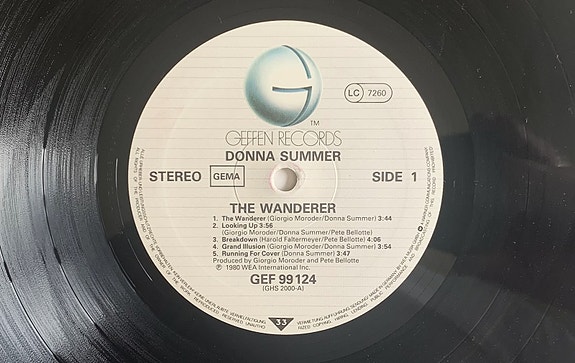 LC 7260
TM
GEFFEN RECORDS
DONNA SUMMER
STEREO GEMA SIDE 1
THE WANDERER
1. The Wanderer (Giorgio Moroder/Donna Summer) 3:44
2. Looking Up 3:56
(Giorgio Moroder/Donna Summer/Pete Bellotte)
3. Breakdown (Harold Faltermeyer/Pete Bellotte) 4:06
4. Grand Illusion (Giorgio Moroder/Donna Summer) 3:54
5. Running For Cover (Donna Summer) 3:47
Produced by Giorgio Moroder and Pete Bellotte
℗ 1980 WEA International Inc.
GEF 99 124
(GHS 2000-A)
33